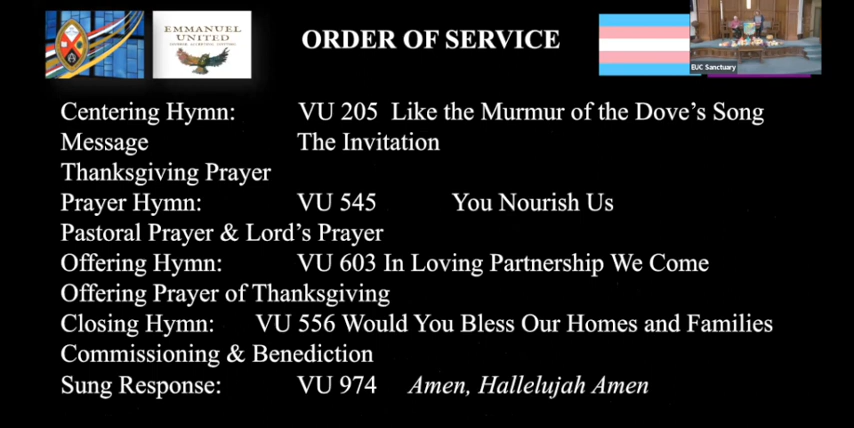 EMMANUEL
UNITED
ORDER OF SERVICE
EUC Sanctuary
Centering Hymn: VU 205 Like the Murmur of the Dove's Song
Message The Invitation
Thanksgiving Prayer
Prayer Hymn: VU 545 You Nourish Us
Pastoral Prayer & Lord's Prayer
Offering Hymn: VU 603 In Loving Partnership We Come
Offering Prayer of Thanksgiving
Closing Hymn: VU 556 Would You Bless Our Homes and Families
Commissioning & Benediction
Sung Response: VU 974 Amen, Hallelujah Amen